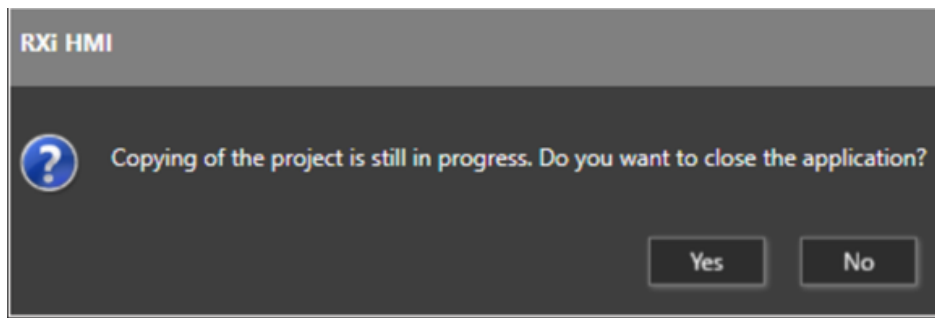 RXi HMI
Copying of the project is still in progress. Do you want to close the application?
Yes No